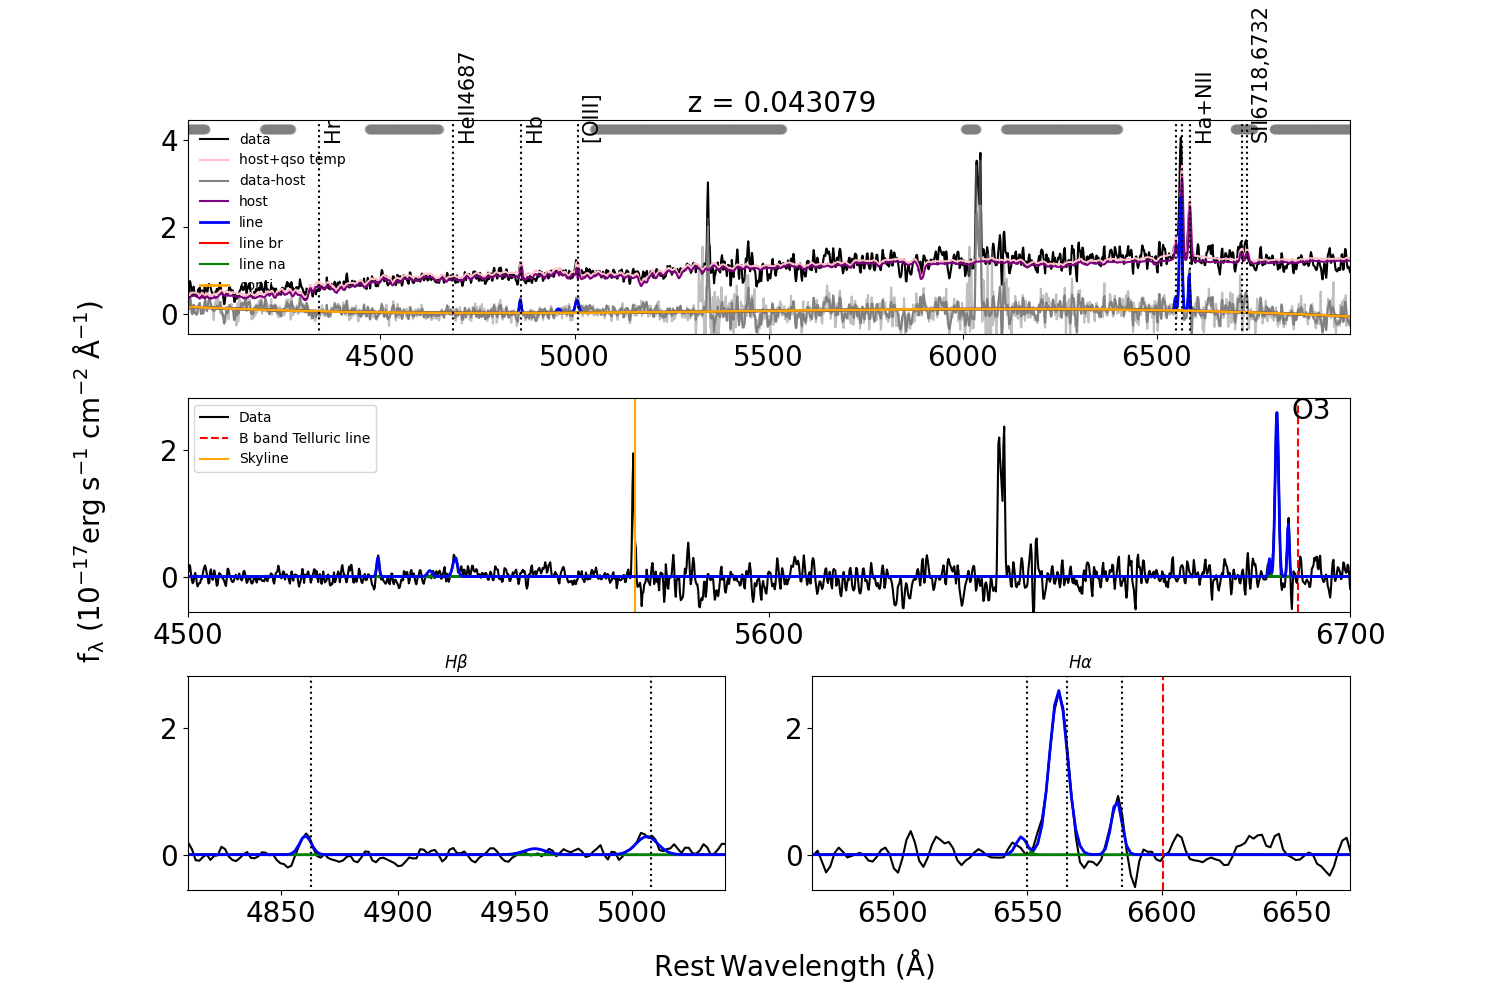 z = 0.043079
Hr
HeII4687
Hb
[OIII]
Ha+NII
SII6718,6732
data
host+qso temp
data-host
host
line
line br
line na
conti
4
2
0
4500
5000
5500
6000
6500
Data
B band Telluric line
Skyline
O3
2
0
4500
5600
6700
fλ (10⁻¹⁷erg s⁻¹ cm⁻² Å⁻¹)
Hβ
2
0
4850
4900
4950
5000
Hα
2
0
6500
6550
6600
6650
Rest Wavelength (Å)